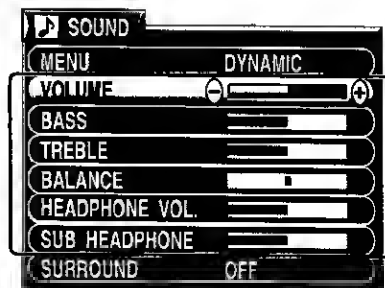 SOUND
MENU DYNAMIC
VOLUME
BASS
TREBLE
BALANCE
HEADPHONE VOL.
SUB HEADPHONE
SURROUND OFF